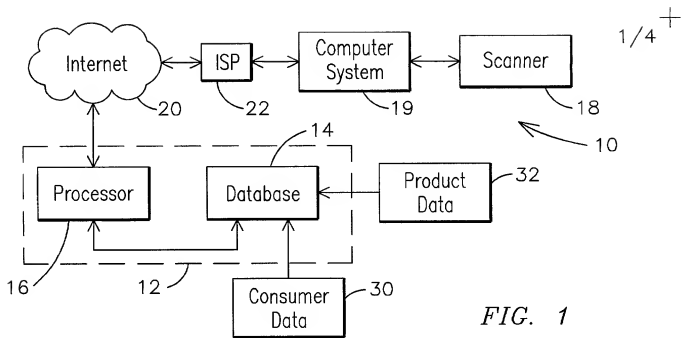 1/4
Internet
ISP
Computer
System
Scanner
20
22
19
18
10
14
Processor
Database
Product
Data
32
16
12
Consumer
Data
30
FIG. 1